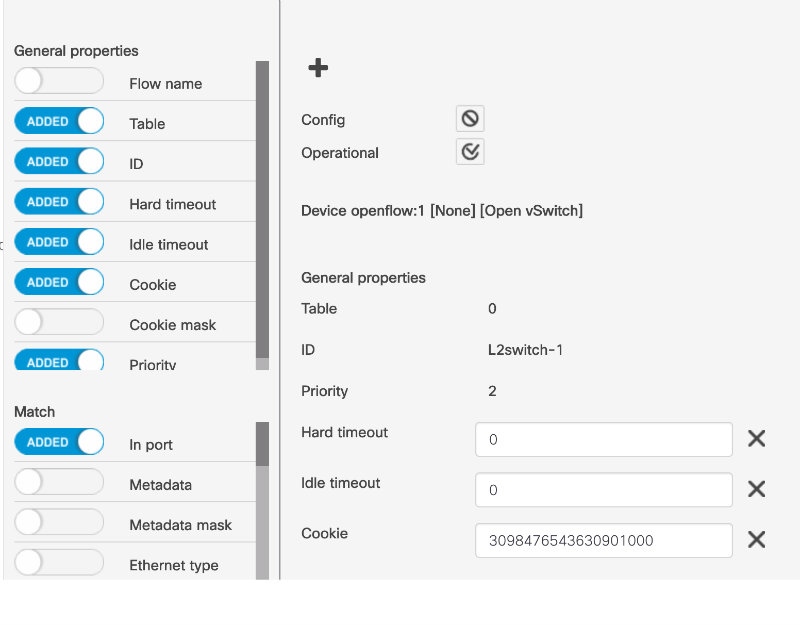 General properties
Flow name
ADDED Table
ADDED ID
ADDED Hard timeout
ADDED Idle timeout
ADDED Cookie
Cookie mask
ADDED Priority
Match
ADDED In port
Metadata
Metadata mask
Ethernet type
Config
Operational
Device openflow:1 [None] [Open vSwitch]
General properties
Table 0
ID L2switch-1
Priority 2
Hard timeout 0
Idle timeout 0
Cookie 3098476543630901000